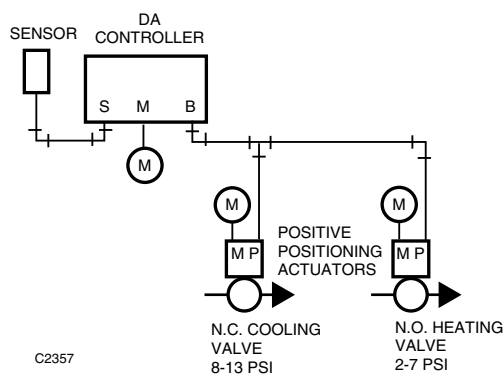 SENSOR
DA
CONTROLLER
S M B
M
M
M
M P
POSITIVE
POSITIONING
ACTUATORS
M P
N.C. COOLING
VALVE
8-13 PSI
N.O. HEATING
VALVE
2-7 PSI
C2357